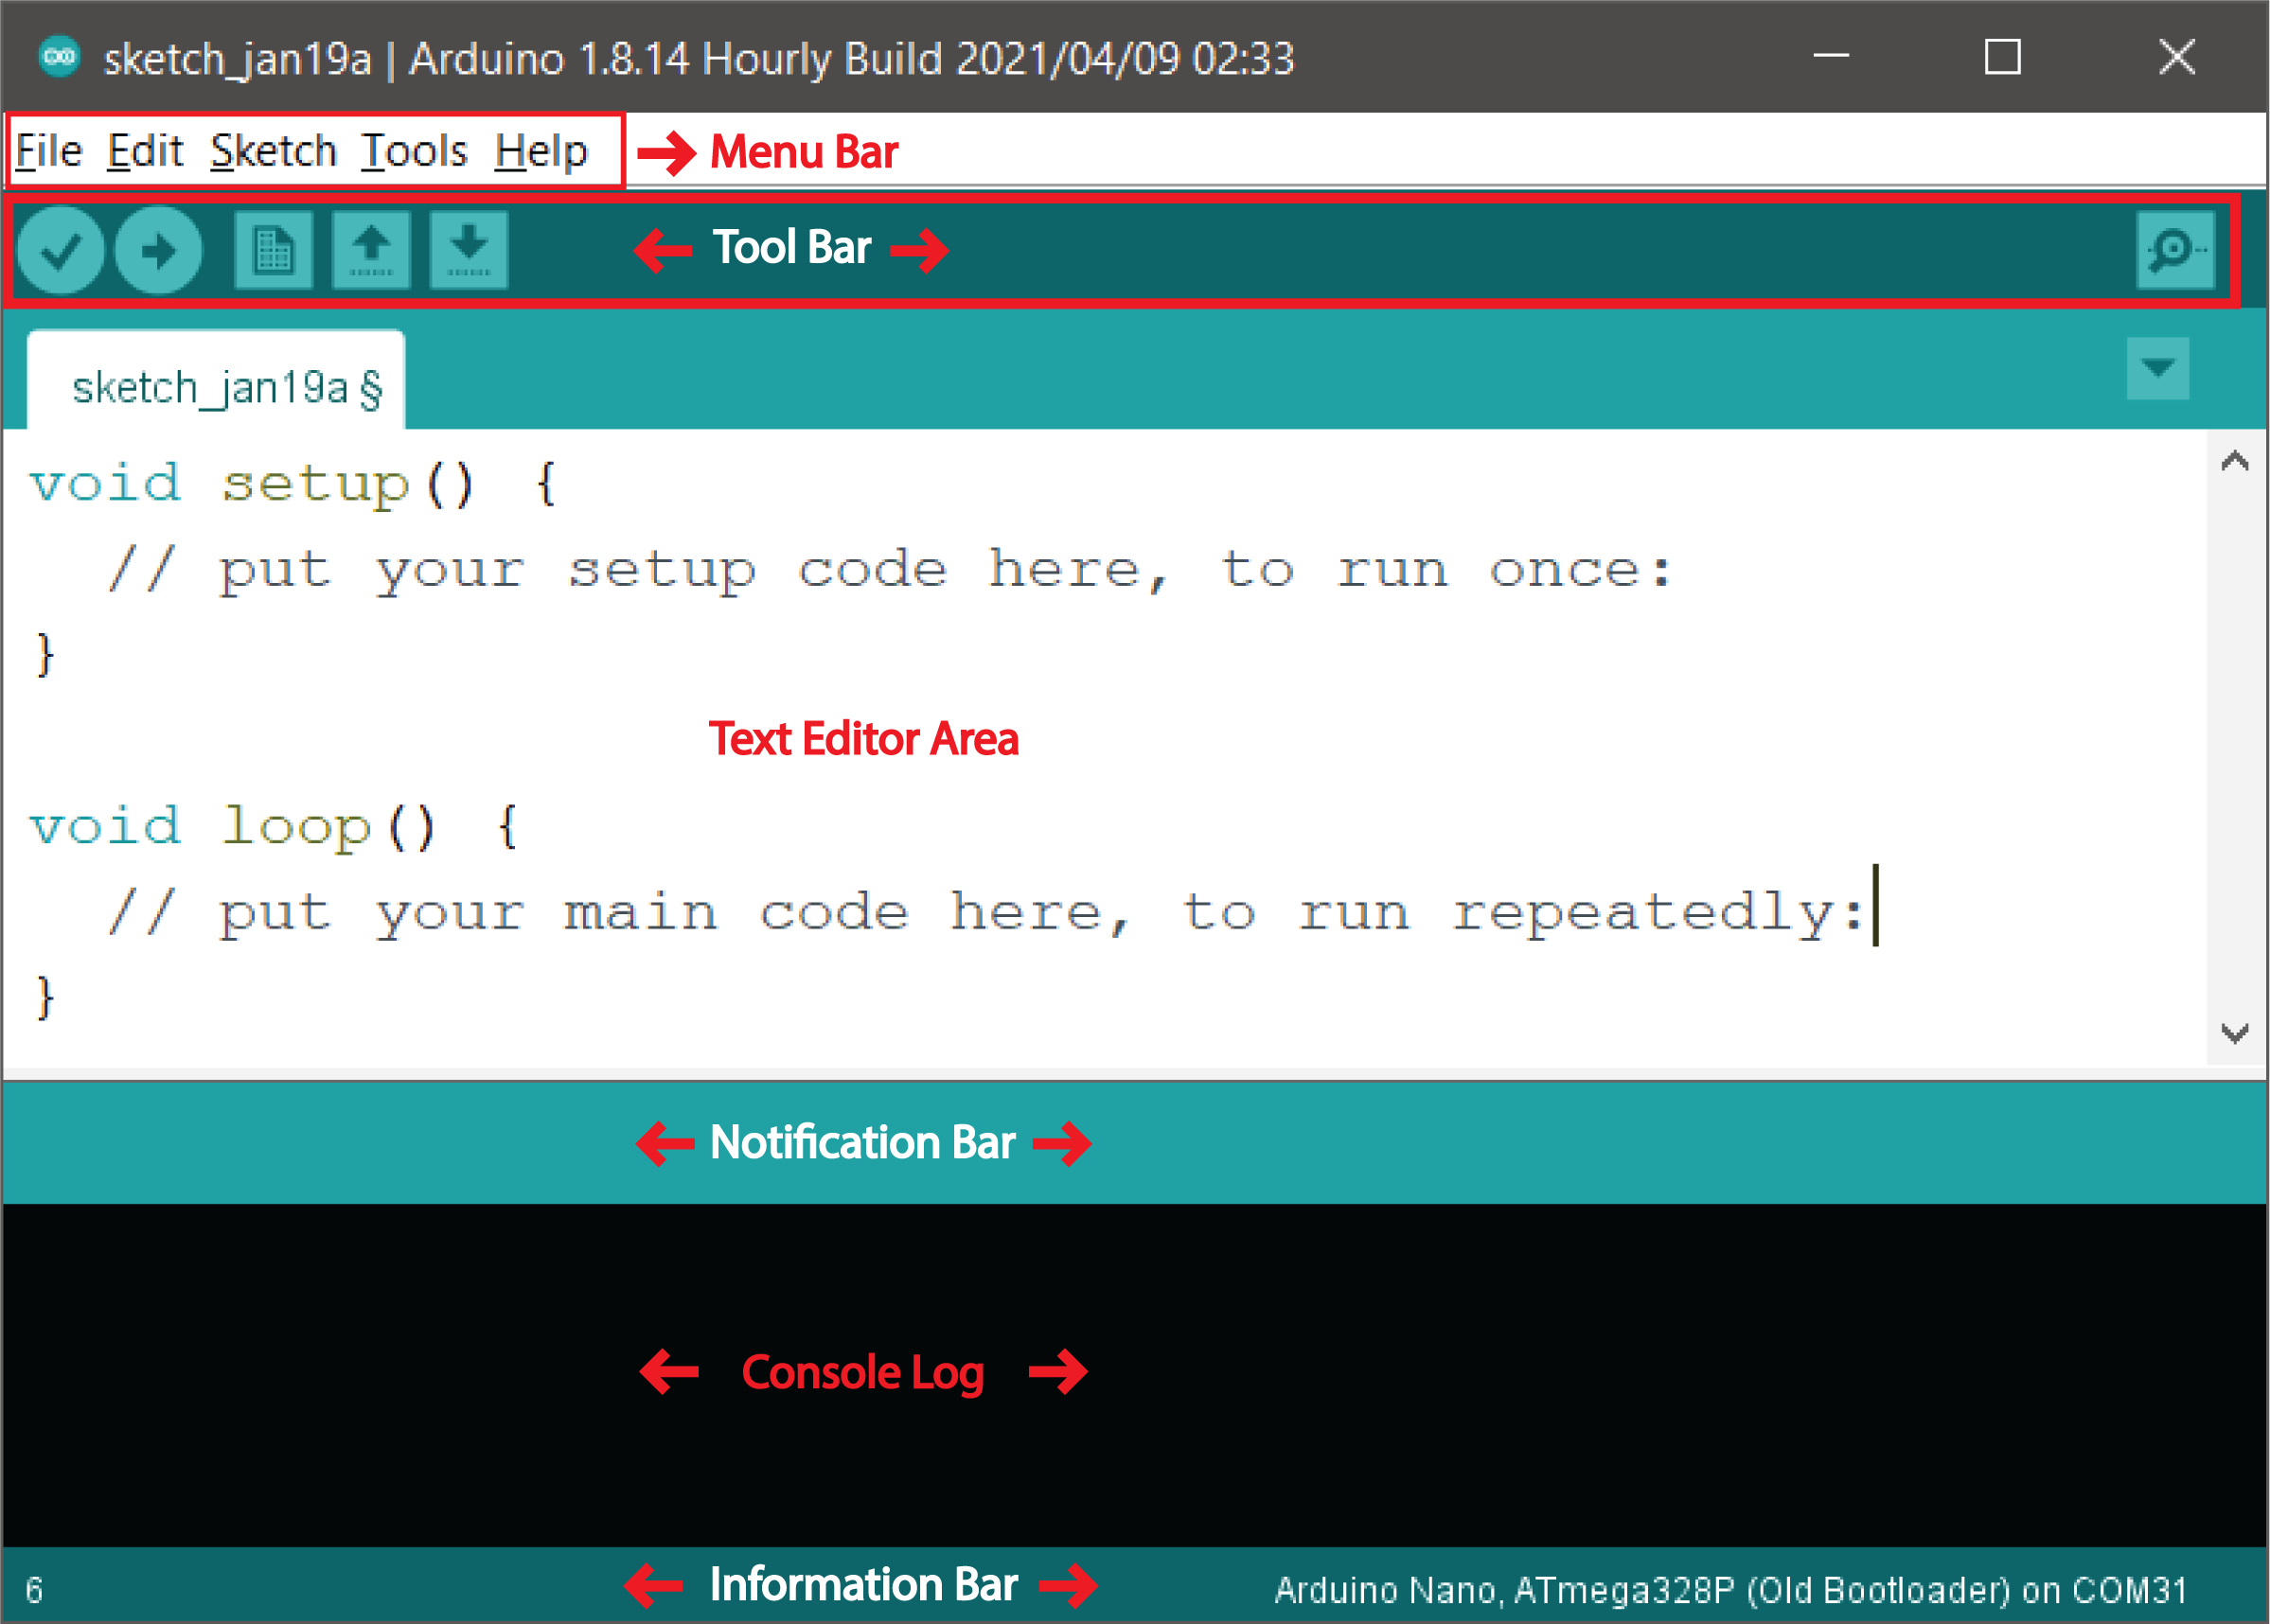 sketch_jan19a | Arduino 1.8.14 Hourly Build 2021/04/09 02:33
File Edit Sketch Tools Help Menu Bar
Tool Bar
sketch_jan19a §
void setup() {
  // put your setup code here, to run once:
}
Text Editor Area
void loop() {
  // put your main code here, to run repeatedly:
}
Notification Bar
Console Log
6 Information Bar Arduino Nano, ATmega328P (Old Bootloader) on COM31